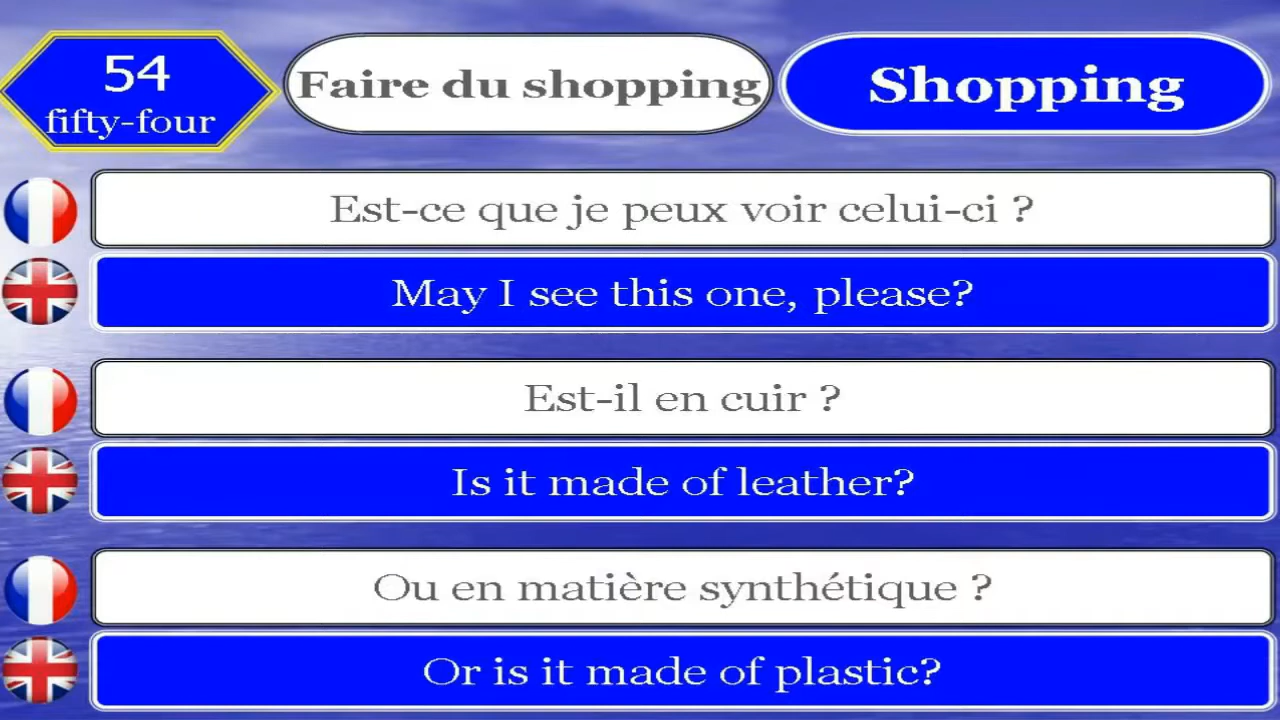 54
fifty-four
Faire du shopping
Shopping
Est-ce que je peux voir celui-ci ?
May I see this one, please?
Est-il en cuir ?
Is it made of leather?
Ou en matière synthétique ?
Or is it made of plastic?